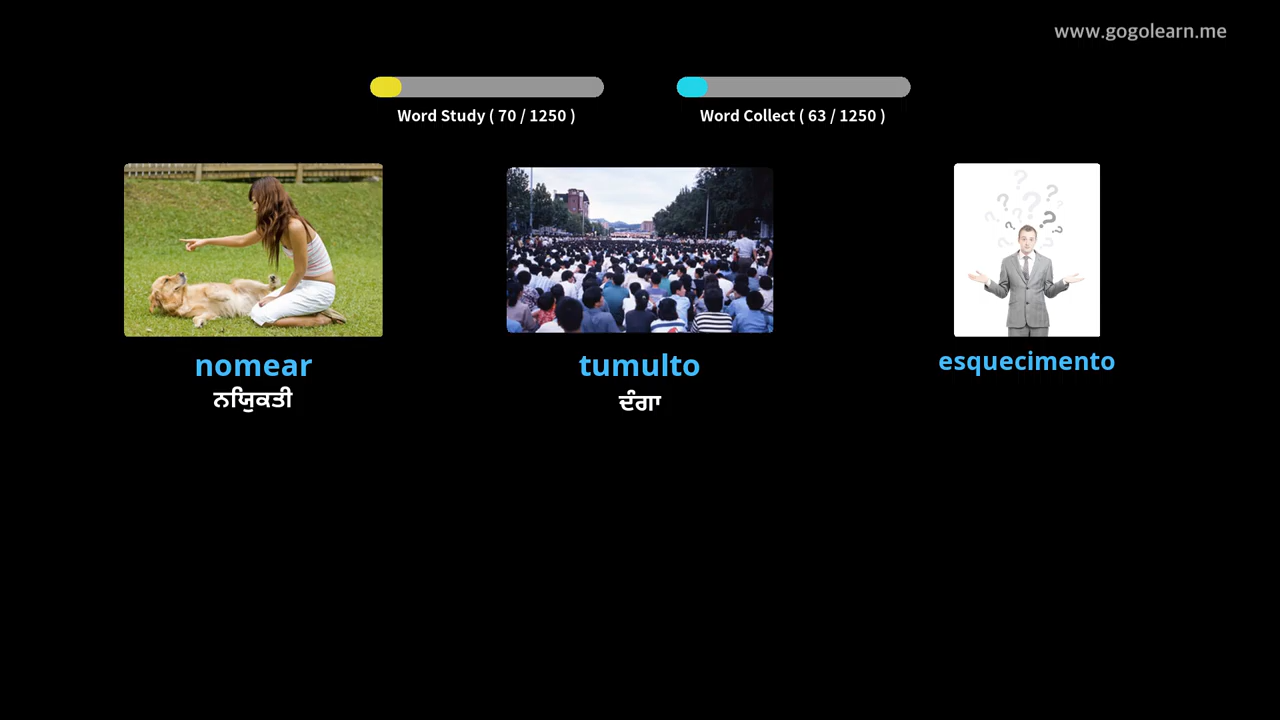 www.gogolearn.me
Word Study ( 70 / 1250 )
Word Collect ( 63 / 1250 )
nomear
tumulto
esquecimento
ਨਿਯੁਕਤੀ
ਦੰਗਾ